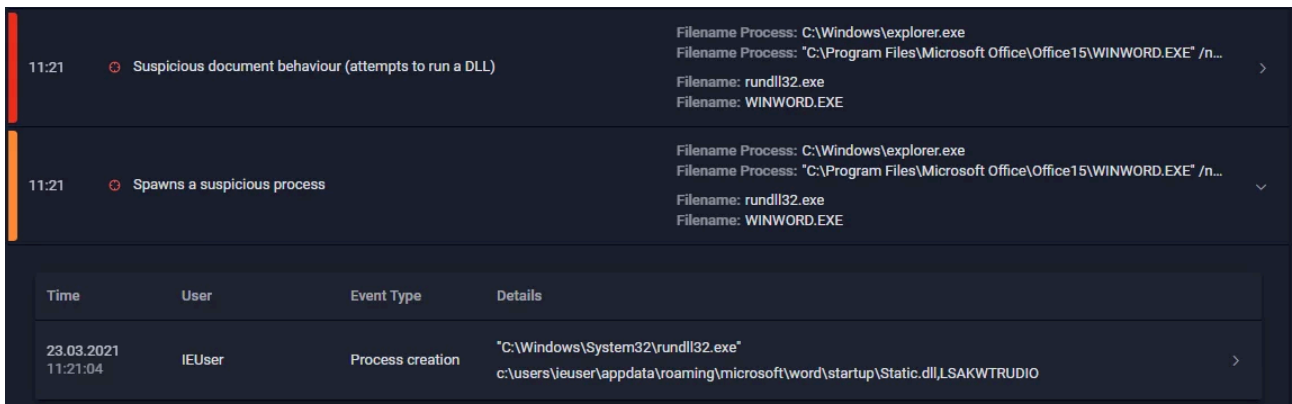 Filename Process: C:\Windows\explorer.exe
11:21 Suspicious document behaviour (attempts to run a DLL) Filename Process: "C:\Program Files\Microsoft Office\Office15\WINWORD.EXE" /n...
Filename: rundll32.exe
Filename: WINWORD.EXE
Filename Process: C:\Windows\explorer.exe
11:21 Spawns a suspicious process Filename Process: "C:\Program Files\Microsoft Office\Office15\WINWORD.EXE" /n...
Filename: rundll32.exe
Filename: WINWORD.EXE
Time User Event Type Details
23.03.2021 IEUser Process creation "C:\Windows\System32\rundll32.exe"
11:21:04 c:\users\ieuser\appdata\roaming\microsoft\word\startup\Static.dll,LSAKWTRUDIO